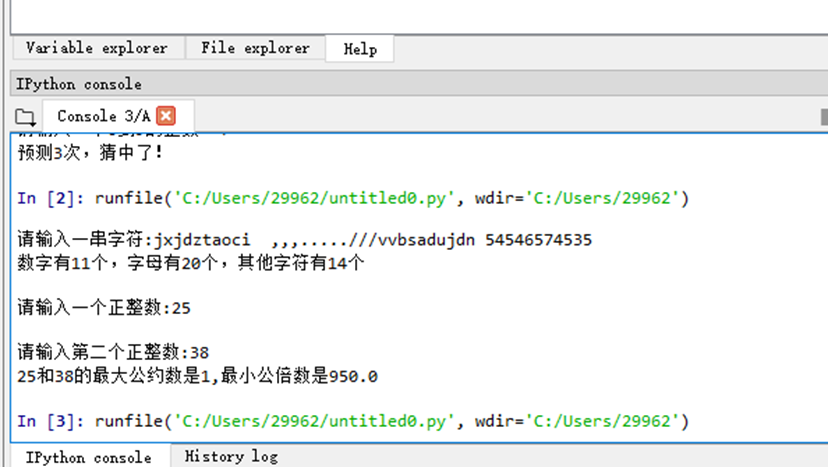 Variable explorer File explorer Help
IPython console
Console 3/A
预测3次，猜中了!
In [2]: runfile('C:/Users/29962/untitled0.py', wdir='C:/Users/29962')
请输入一串字符:jxjdztaoci  ,,,.....///vvbsadujdn 54546574535
数字有11个，字母有20个，其他字符有14个
请输入一个正整数:25
请输入第二个正整数:38
25和38的最大公约数是1,最小公倍数是950.0
In [3]: runfile('C:/Users/29962/untitled0.py', wdir='C:/Users/29962')
IPython console History log